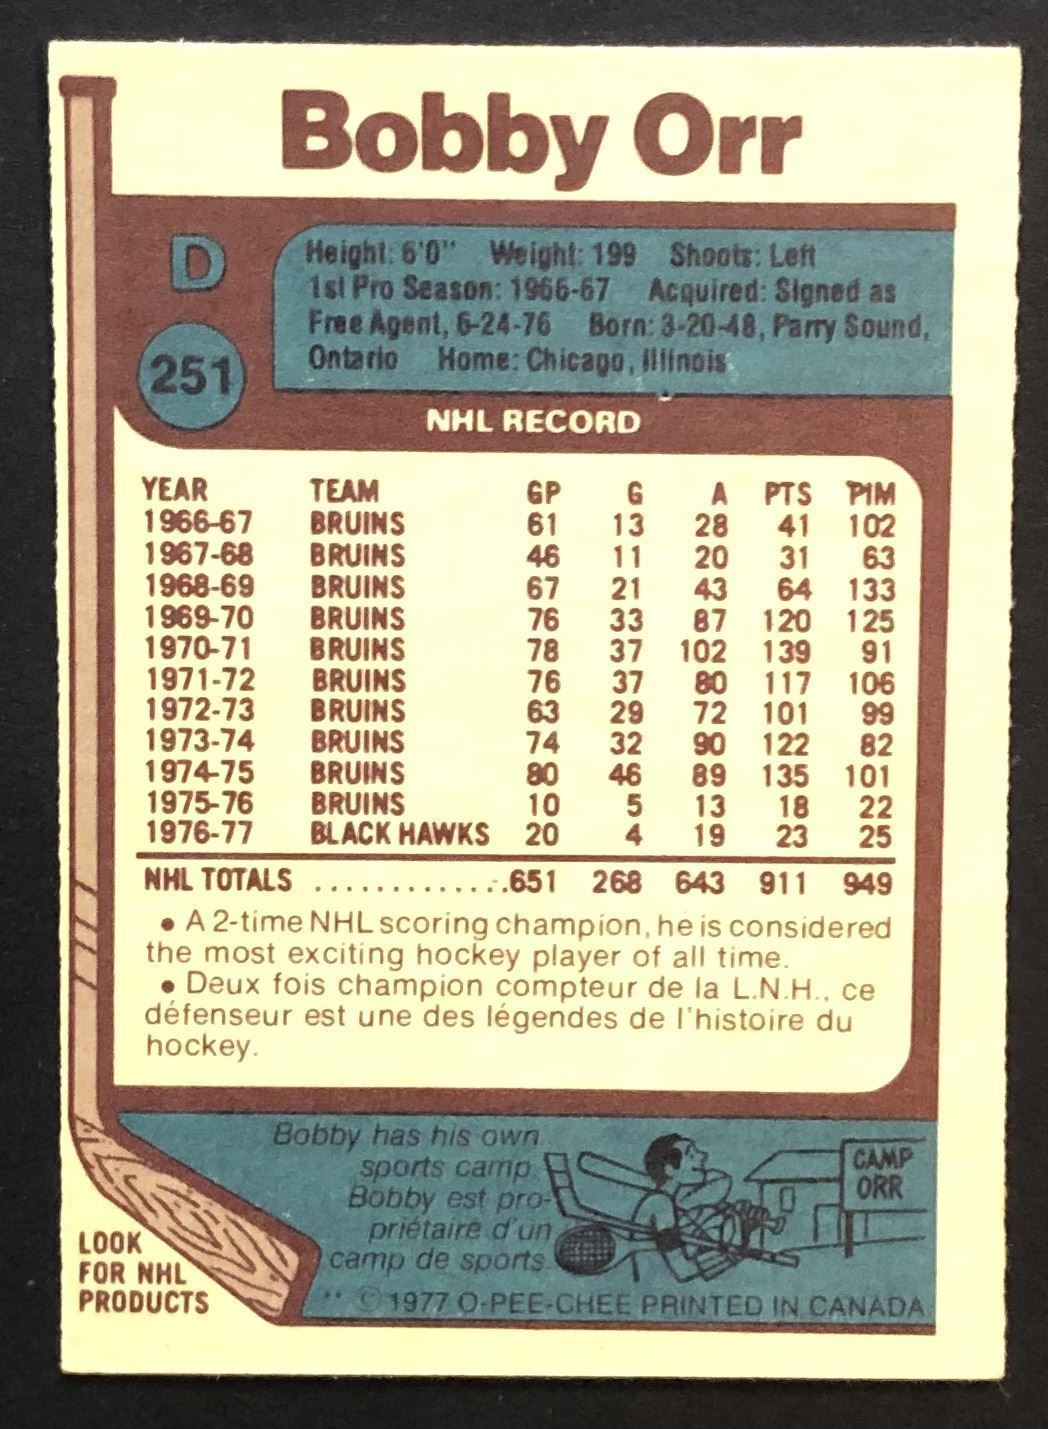 Bobby Orr
D
251
Height: 6'0" Weight: 199 Shoots: Left
1st Pro Season: 1966-67 Acquired: Signed as
Free Agent, 6-24-76 Born: 3-20-48, Parry Sound,
Ontario Home: Chicago, Illinois
NHL RECORD
YEAR TEAM GP G A PTS PIM
1966-67 BRUINS 61 13 28 41 102
1967-68 BRUINS 46 11 20 31 63
1968-69 BRUINS 67 21 43 64 133
1969-70 BRUINS 76 33 87 120 125
1970-71 BRUINS 78 37 102 139 91
1971-72 BRUINS 76 37 80 117 106
1972-73 BRUINS 63 29 72 101 99
1973-74 BRUINS 74 32 90 122 82
1974-75 BRUINS 80 46 89 135 101
1975-76 BRUINS 10 5 13 18 22
1976-77 BLACK HAWKS 20 4 19 23 25
NHL TOTALS ..............651 268 643 911 949
• A 2-time NHL scoring champion, he is considered
the most exciting hockey player of all time.
• Deux fois champion compteur de la L.N.H., ce
défenseur est une des légendes de l'histoire du
hockey.
Bobby has his own
sports camp.
Bobby est pro-
priétaire d'un
camp de sports.
CAMP
ORR
LOOK
FOR NHL
PRODUCTS
** © 1977 O-PEE-CHEE PRINTED IN CANADA